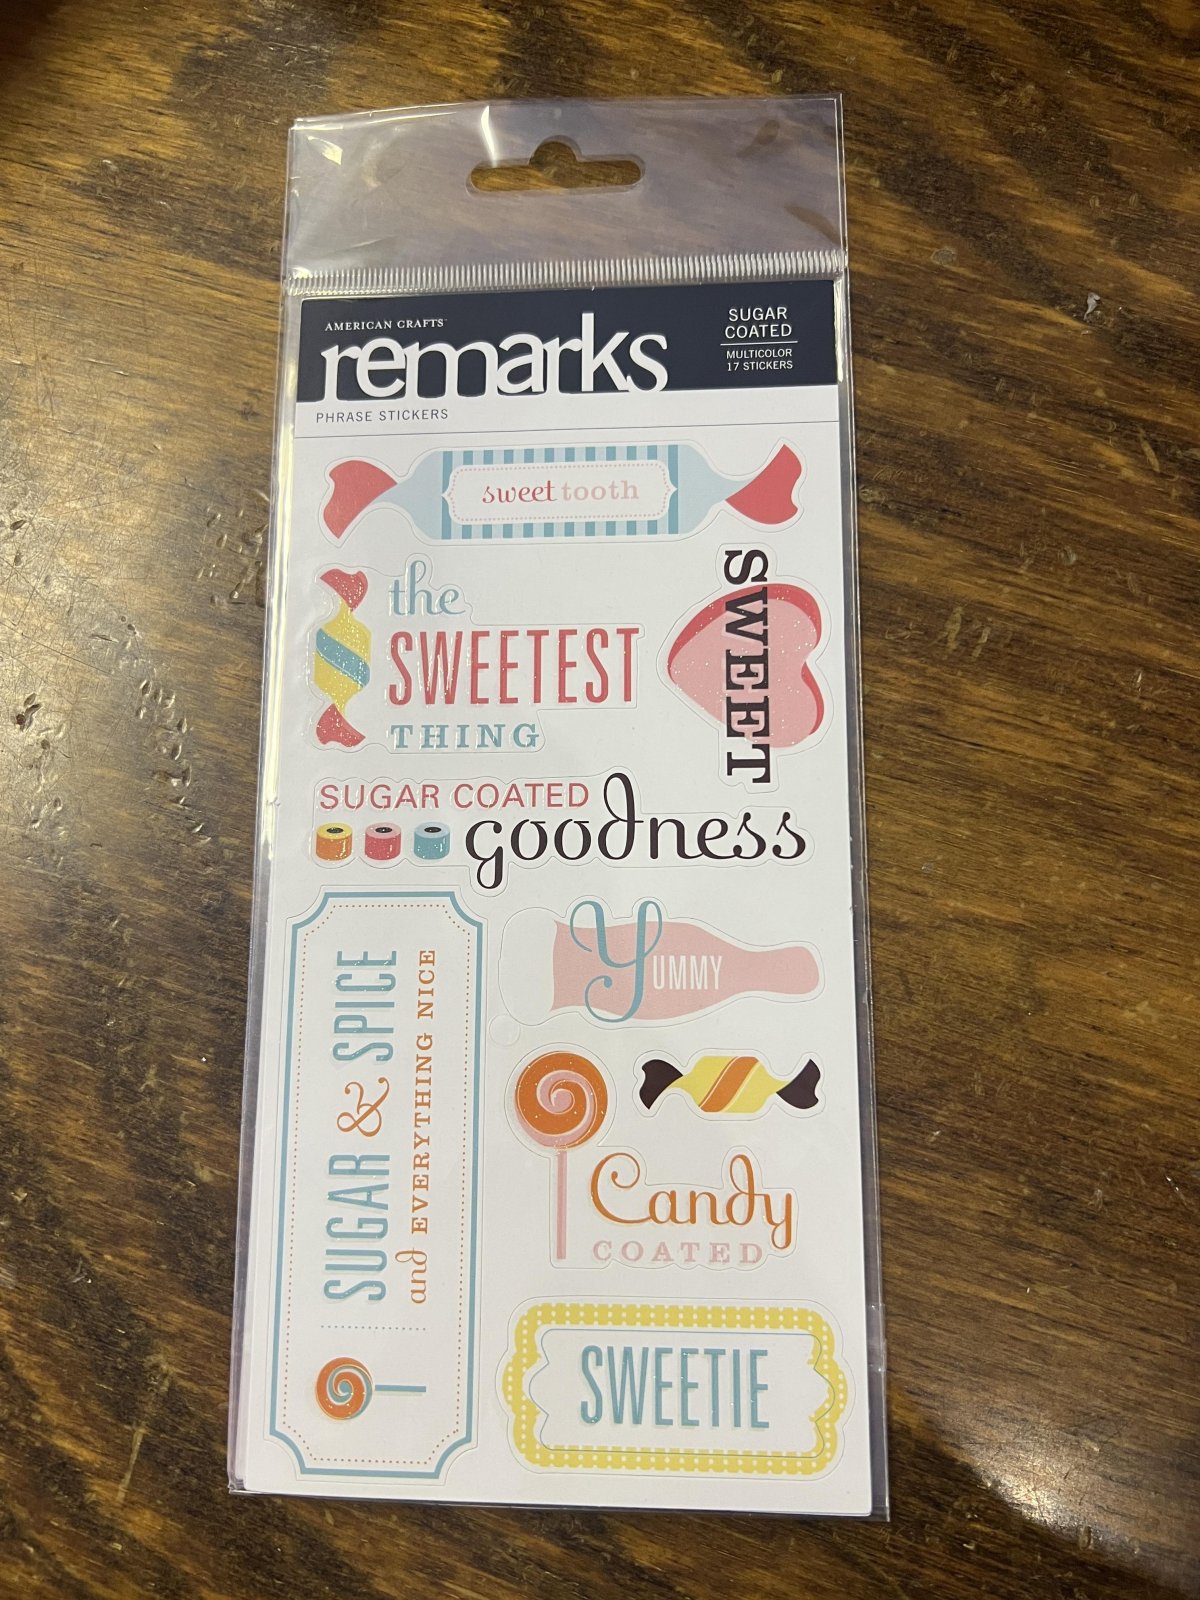 AMERICAN CRAFTS™
remarks
PHRASE STICKERS
SUGAR
COATED
MULTICOLOR
17 STICKERS
sweet tooth
the
SWEETEST
THING
SWEET
SUGAR COATED
goodness
SUGAR & SPICE
and EVERYTHING NICE
YUMMY
Candy
COATED
SWEETIE